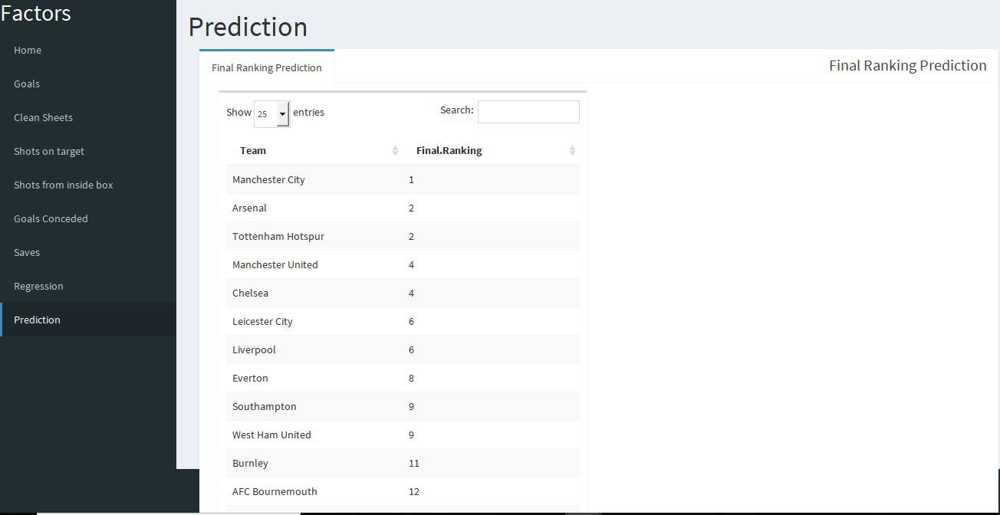 Factors
Home
Goals
Clean Sheets
Shots on target
Shots from inside box
Goals Conceded
Saves
Regression
Prediction
Prediction
Final Ranking Prediction
Final Ranking Prediction
Show 25 entries
Search:
Team Final.Ranking
Manchester City 1
Arsenal 2
Tottenham Hotspur 2
Manchester United 4
Chelsea 4
Leicester City 6
Liverpool 6
Everton 8
Southampton 9
West Ham United 9
Burnley 11
AFC Bournemouth 12